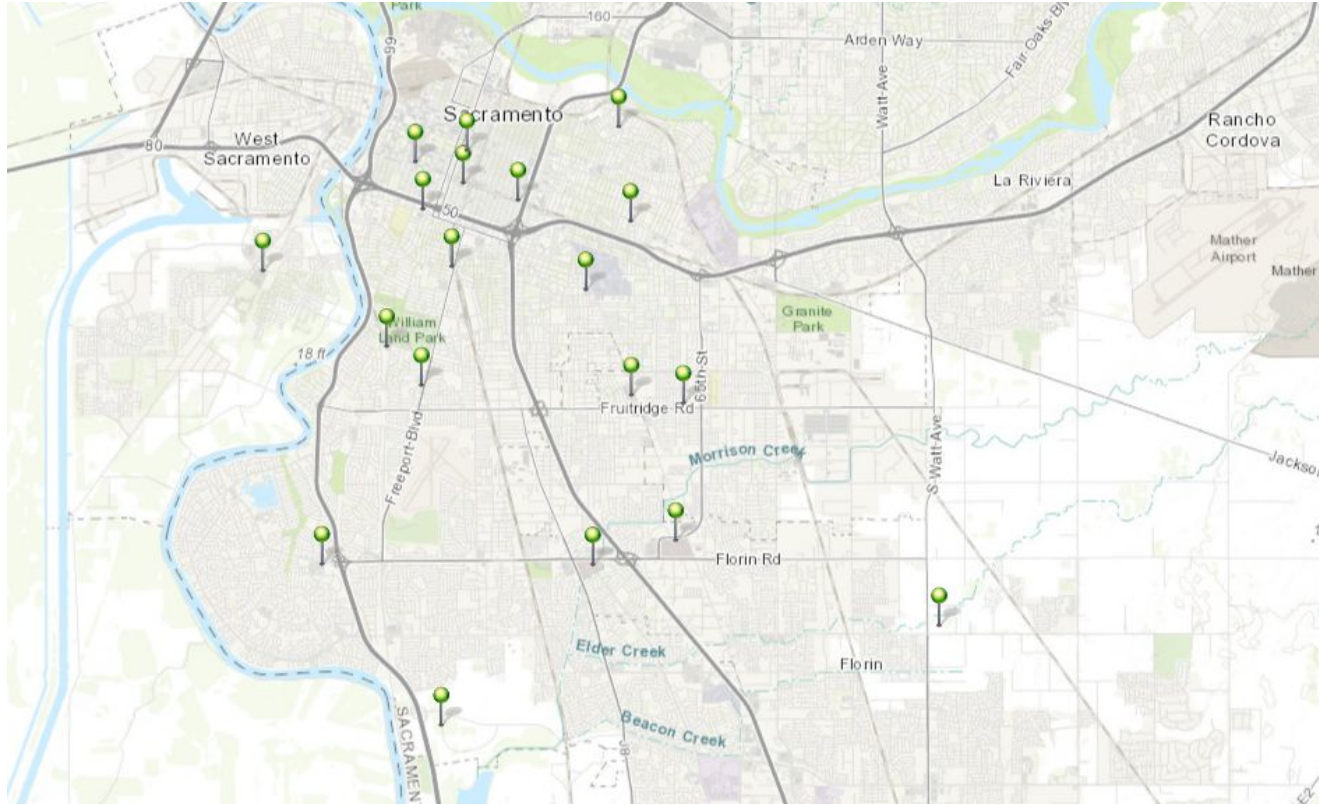 Park
160
99
Arden Way
Fair-Oaks-Blv
Watt-Ave
Sacramento
Rancho
Cordova
80
West
Sacramento
La Riviera
50
Mather
Airport
Mather
William
Land Park
Granite
Park
18 ft
65th-St
Fruitridge Rd
Freeport-Blvd
Morrison Creek
S Watt-Ave
Jackso
Florin Rd
Elder Creek
Florin
Beacon Creek
SACRAMEN
E2